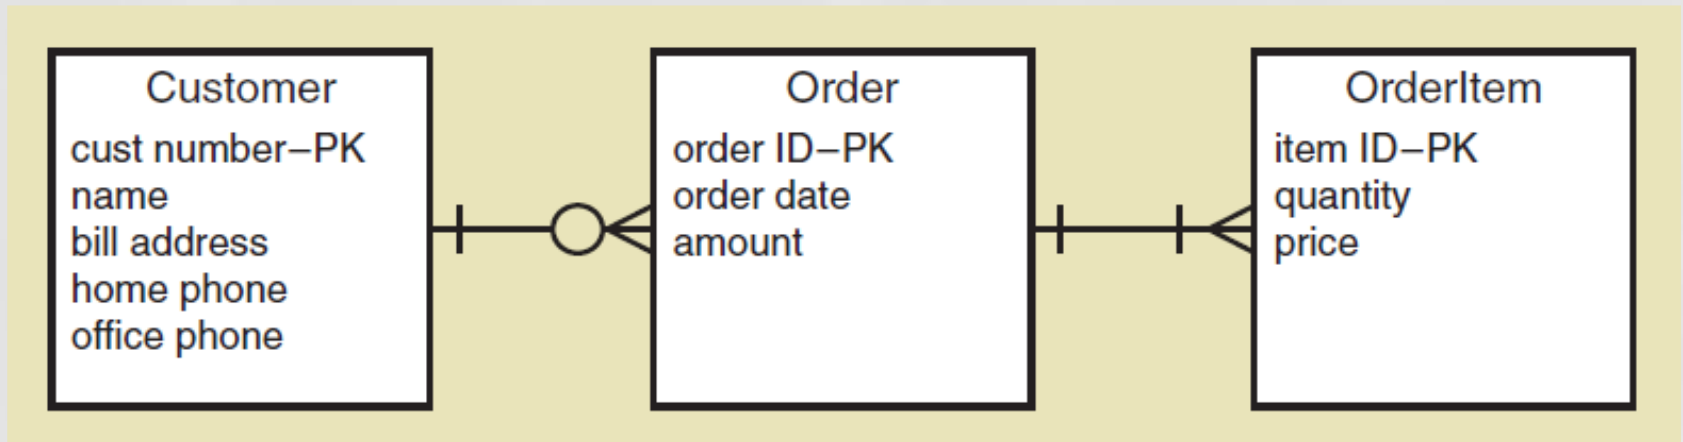 Customer
cust number–PK
name
bill address
home phone
office phone
Order
order ID–PK
order date
amount
OrderItem
item ID–PK
quantity
price